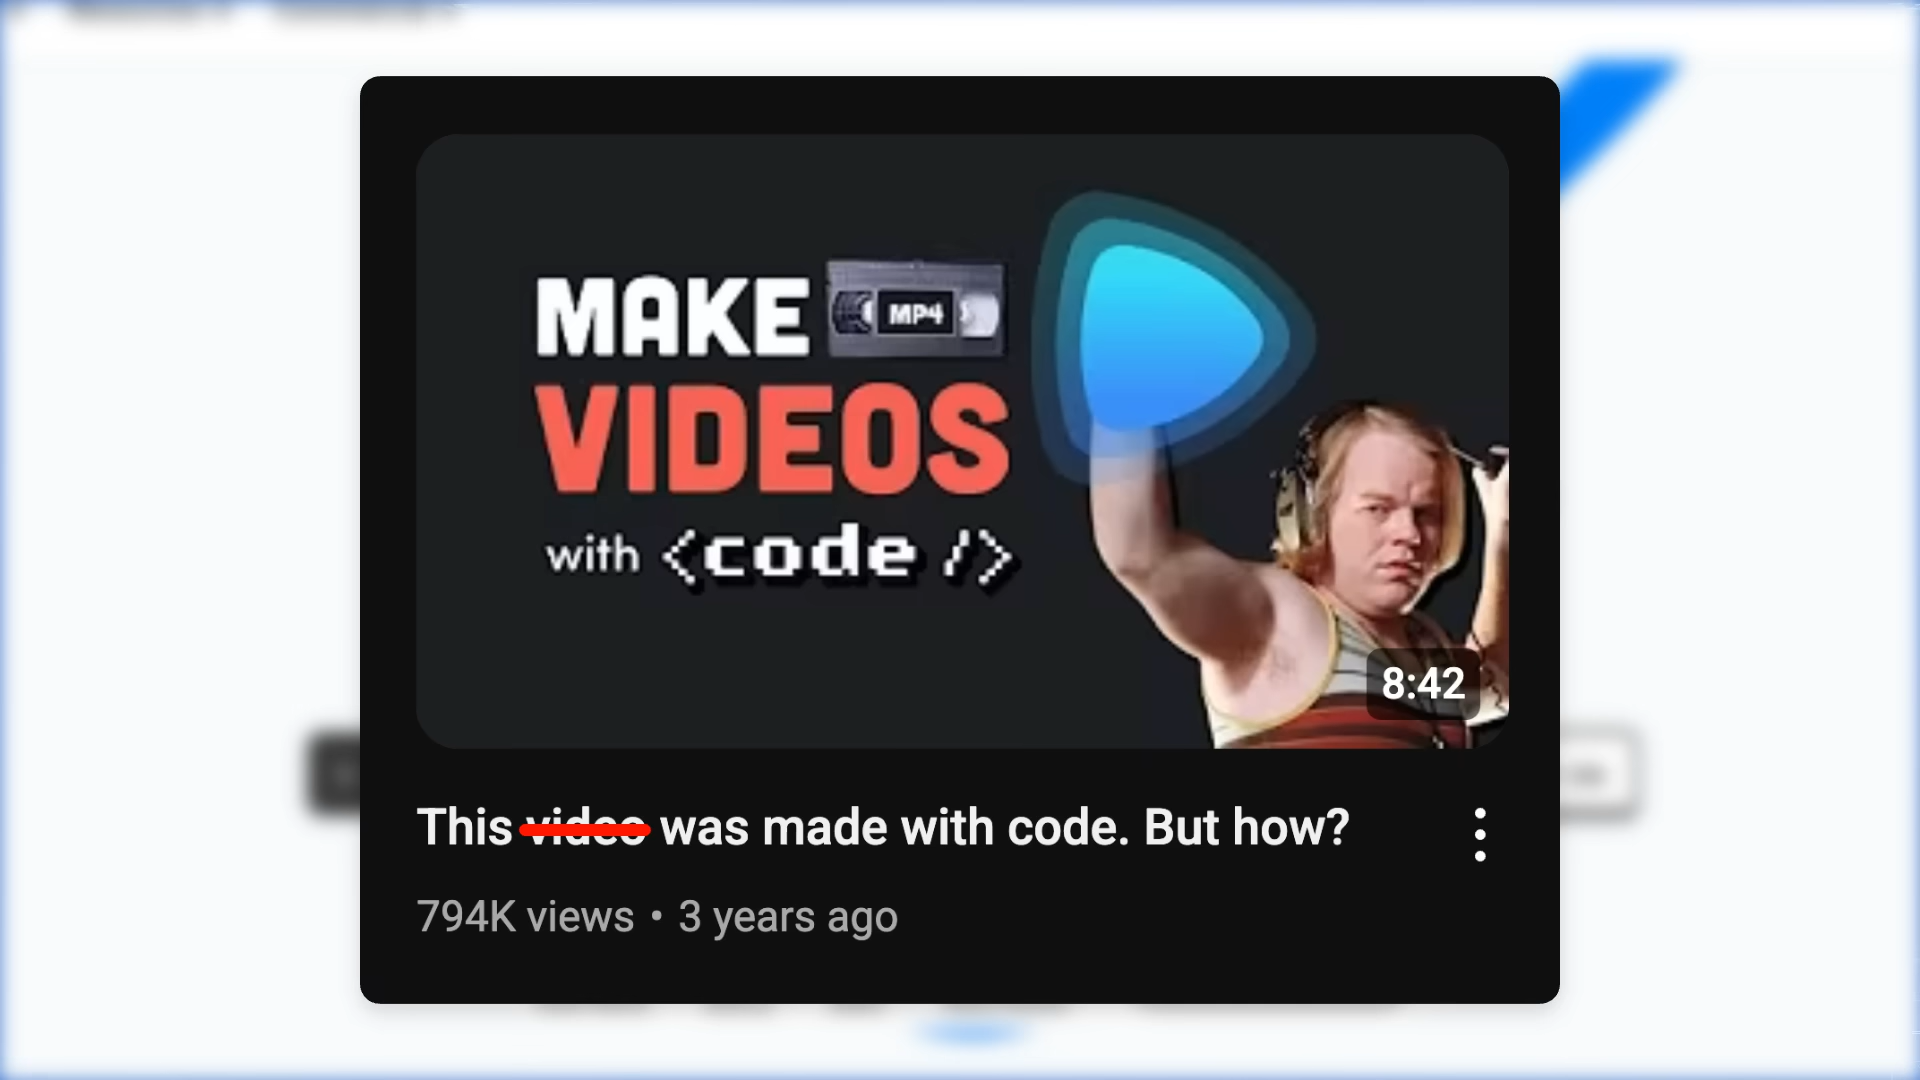 MAKE MP4
VIDEOS
with <code />
8:42
This video was made with code. But how?
794K views • 3 years ago